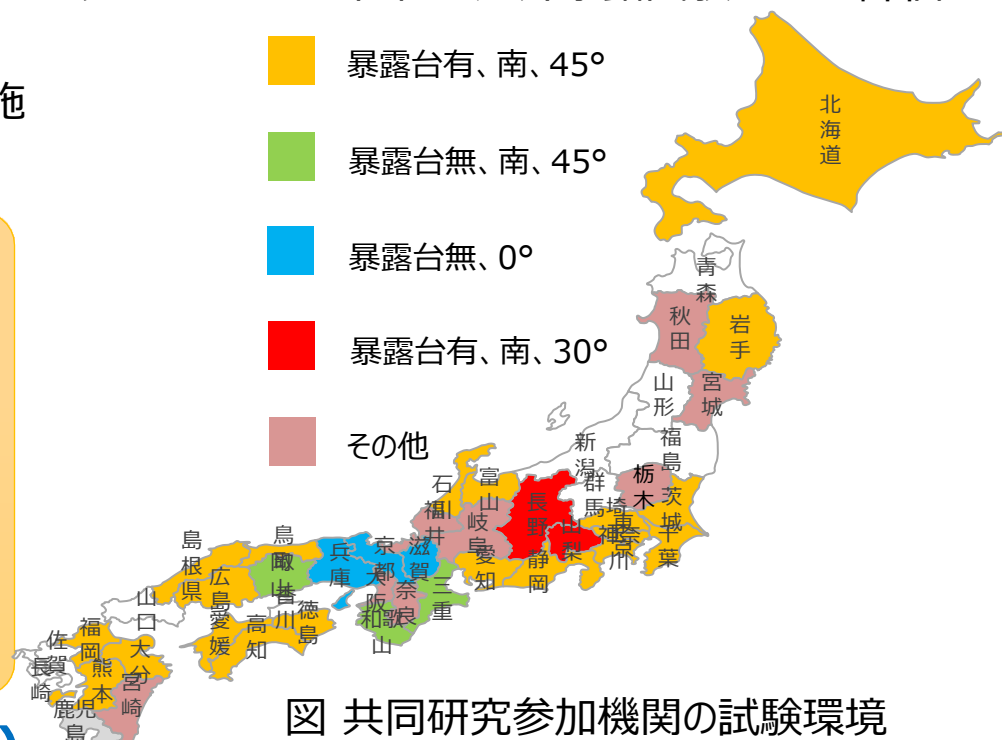 施
暴露台有、南、45°
暴露台無、南、45°
暴露台無、0°
暴露台有、南、30°
その他
北海道
青森
秋田
岩手
山形
宮城
新潟
福島
群馬
栃木
茨城
埼
東京
千葉
神奈川
山梨
長野
静岡
富山
石川
福井
岐阜
愛知
滋賀
三重
京都
大阪
奈良
和歌山
兵庫
鳥取
岡山
島根県
広島
山口
香川
徳島
愛媛
高知
福岡
佐賀
長崎
大分
熊本
宮崎
鹿児島
図 共同研究参加機関の試験環境